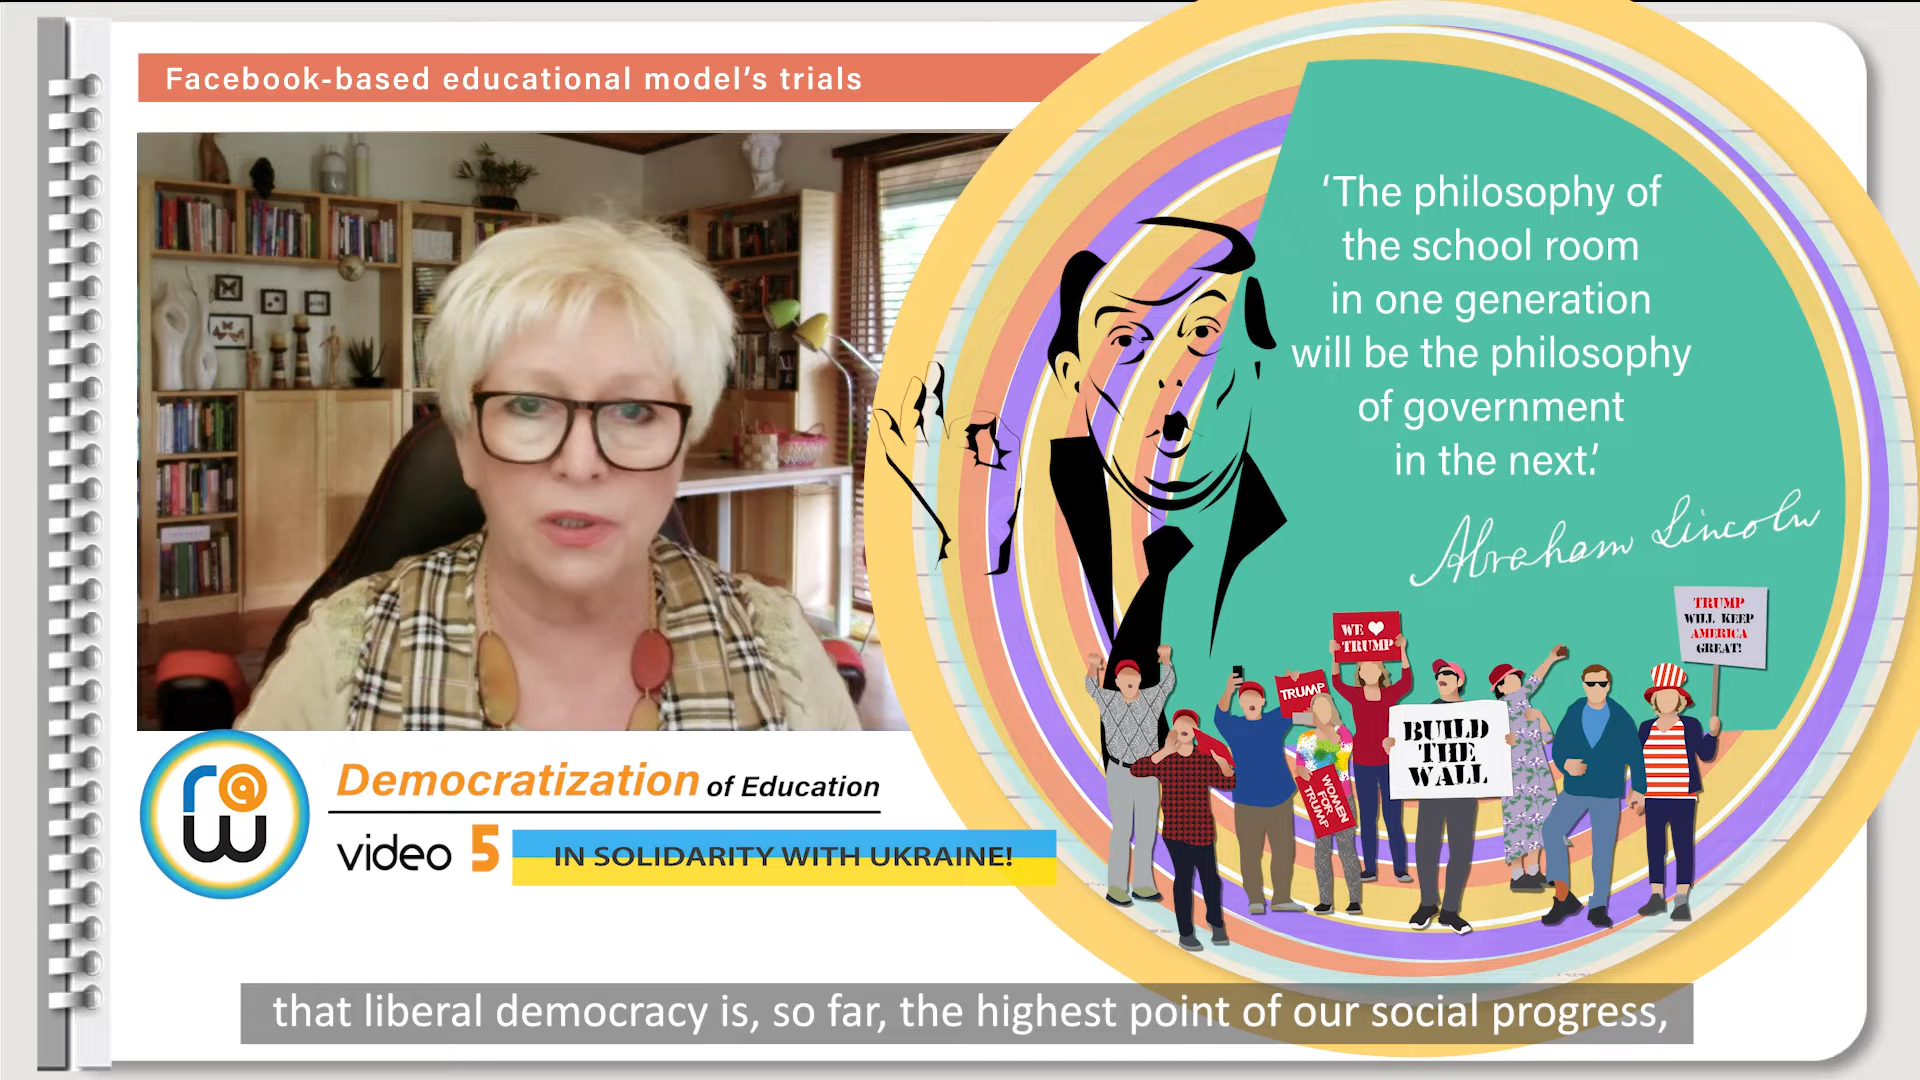 Facebook-based educational model's trials
‘The philosophy of
the school room
in one generation
will be the philosophy
of government
in the next.’
Abraham Lincoln
TRUMP
WILL KEEP
AMERICA
GREAT!
WE
TRUMP
TRUMP
BUILD
THE
WALL
WOMEN
FOR
TRUMP
r@w
Democratization of Education
video 5
IN SOLIDARITY WITH UKRAINE!
that liberal democracy is, so far, the highest point of our social progress,